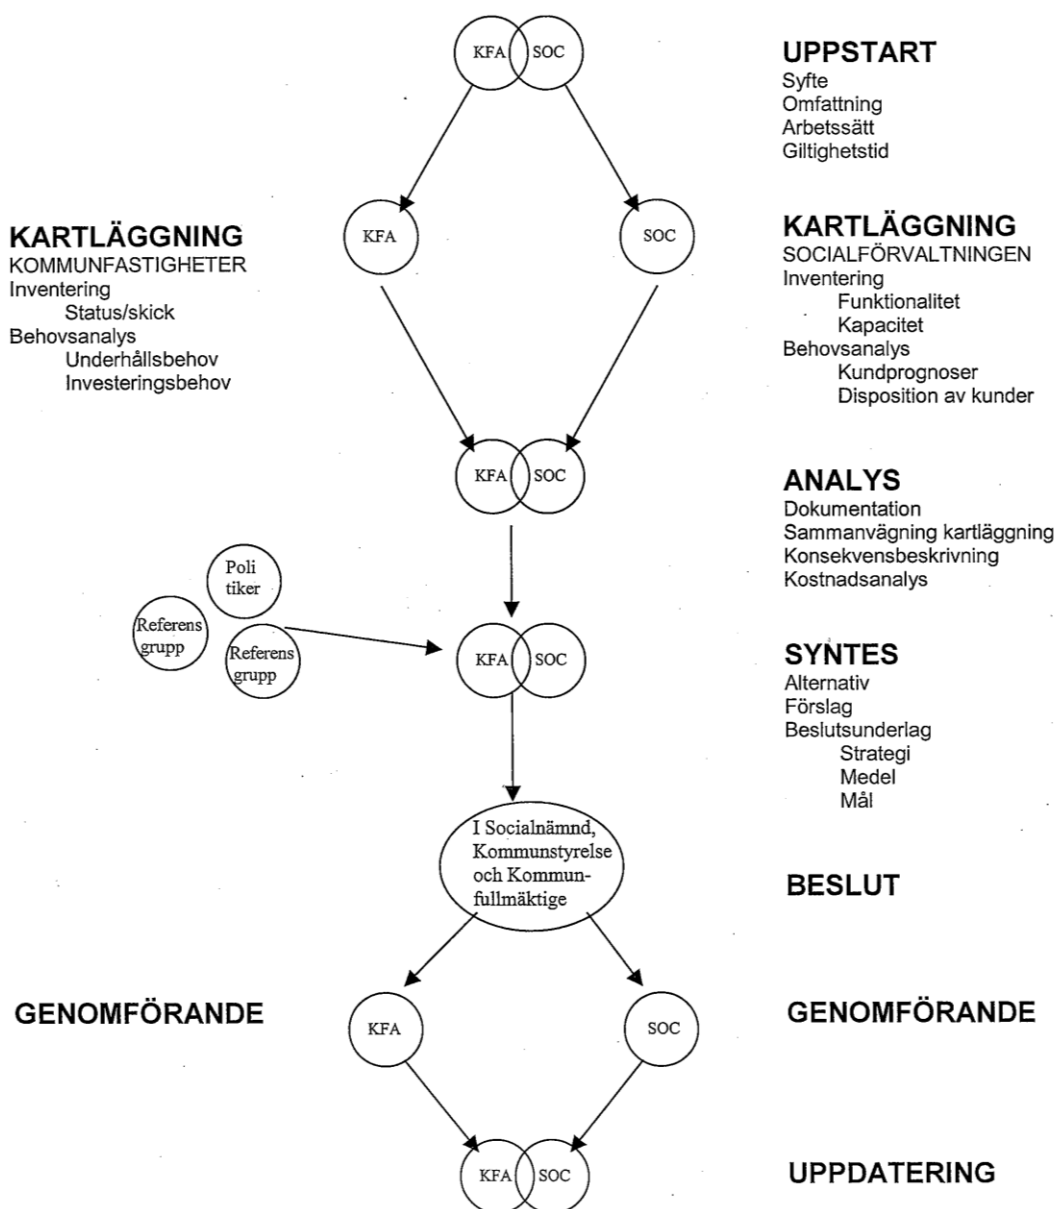 KFA
SOC
UPPSTART
Syfte
Omfattning
Arbetssätt
Giltighetstid
KARTLÄGGNING
KOMMUNFASTIGHETER
Inventering
Status/skick
Behovsanalys
Underhållsbehov
Investeringsbehov
KFA
SOC
KARTLÄGGNING
SOCIALFÖRVALTNINGEN
Inventering
Funktionalitet
Kapacitet
Behovsanalys
Kundprognoser
Disposition av kunder
KFA
SOC
ANALYS
Dokumentation
Sammanvägning kartläggning
Konsekvensbeskrivning
Kostnadsanalys
Poli
tiker
Referens
grupp
Referens
grupp
KFA
SOC
SYNTES
Alternativ
Förslag
Beslutsunderlag
Strategi
Medel
Mål
I Socialnämnd,
Kommunstyrelse
och Kommun-
fullmäktige
BESLUT
GENOMFÖRANDE
KFA
SOC
GENOMFÖRANDE
KFA
SOC
UPPDATERING